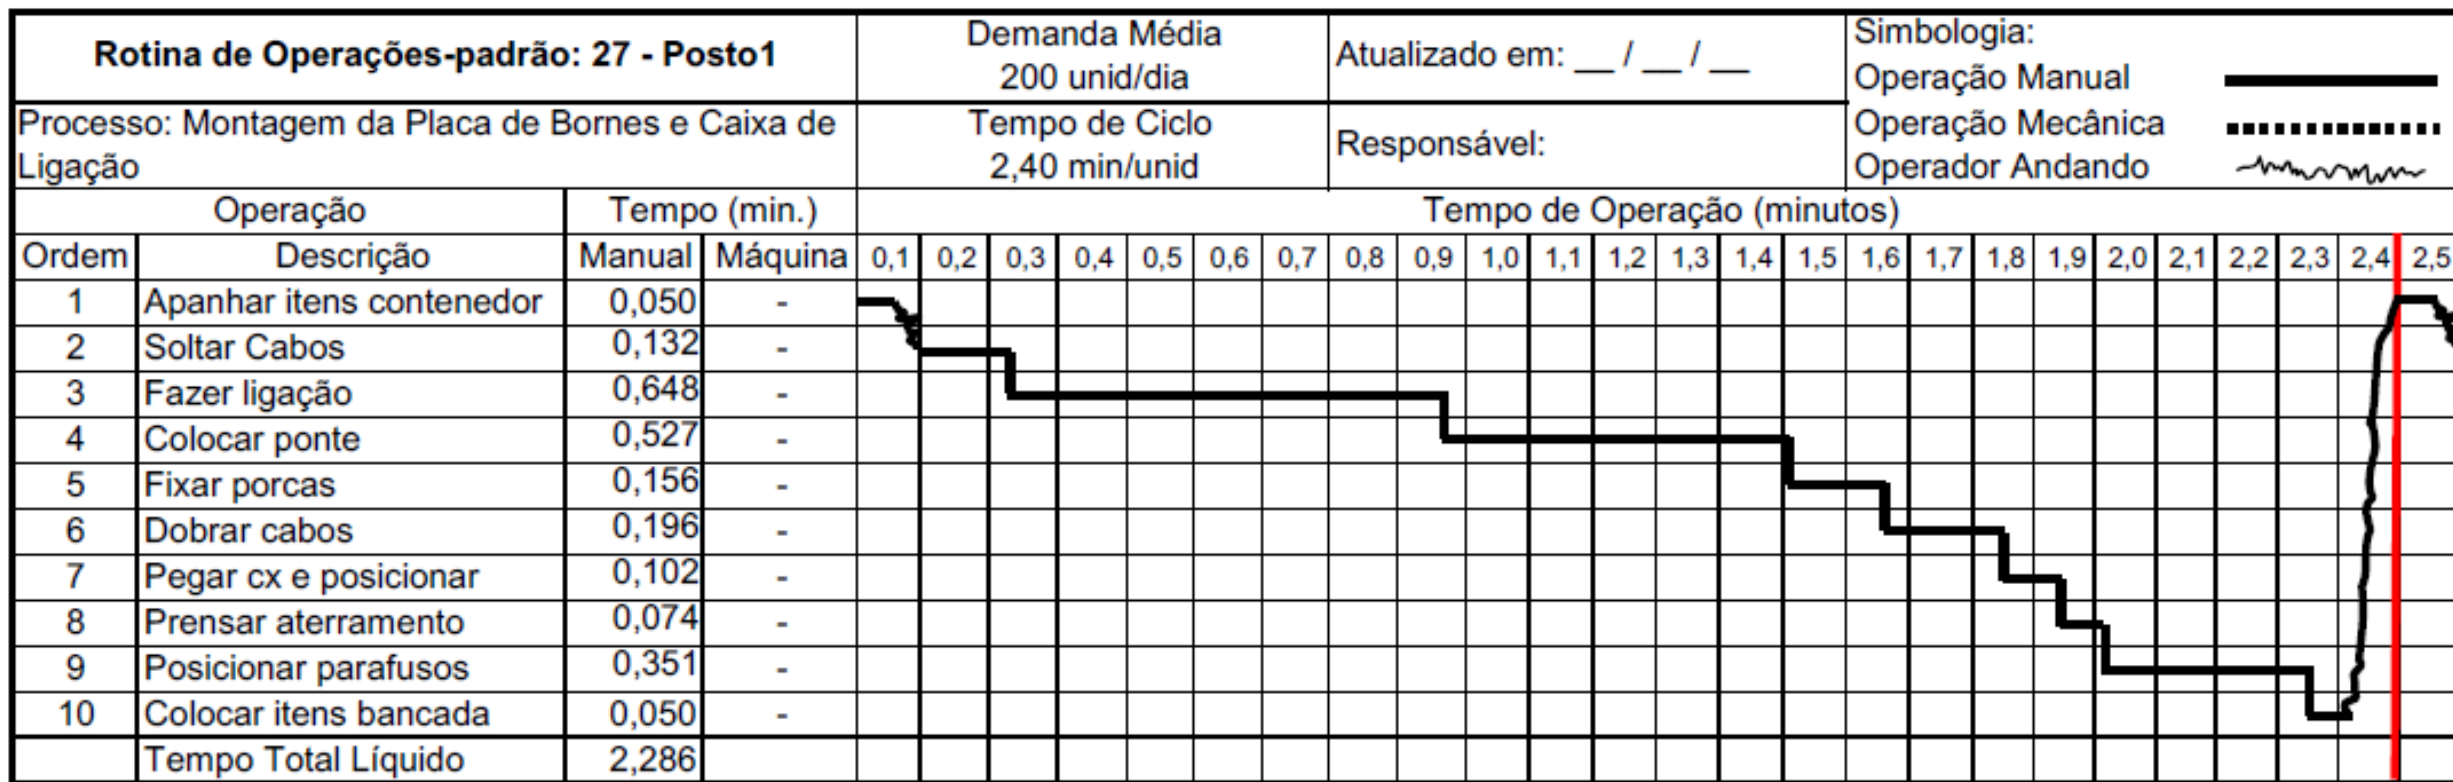 Rotina de Operações-padrão: 27 - Posto1
Demanda Média
200 unid/dia
Atualizado em: __ / __ / __
Simbologia:
Operação Manual
Operação Mecânica
Operador Andando
Processo: Montagem da Placa de Bornes e Caixa de
Ligação
Tempo de Ciclo
2,40 min/unid
Responsável:
Operação Tempo (min.) Tempo de Operação (minutos)
Ordem Descrição Manual Máquina 0,1 0,2 0,3 0,4 0,5 0,6 0,7 0,8 0,9 1,0 1,1 1,2 1,3 1,4 1,5 1,6 1,7 1,8 1,9 2,0 2,1 2,2 2,3 2,4 2,5
1 Apanhar itens contenedor 0,050 -
2 Soltar Cabos 0,132 -
3 Fazer ligação 0,648 -
4 Colocar ponte 0,527 -
5 Fixar porcas 0,156 -
6 Dobrar cabos 0,196 -
7 Pegar cx e posicionar 0,102 -
8 Prensar aterramento 0,074 -
9 Posicionar parafusos 0,351 -
10 Colocar itens bancada 0,050 -
Tempo Total Líquido 2,286